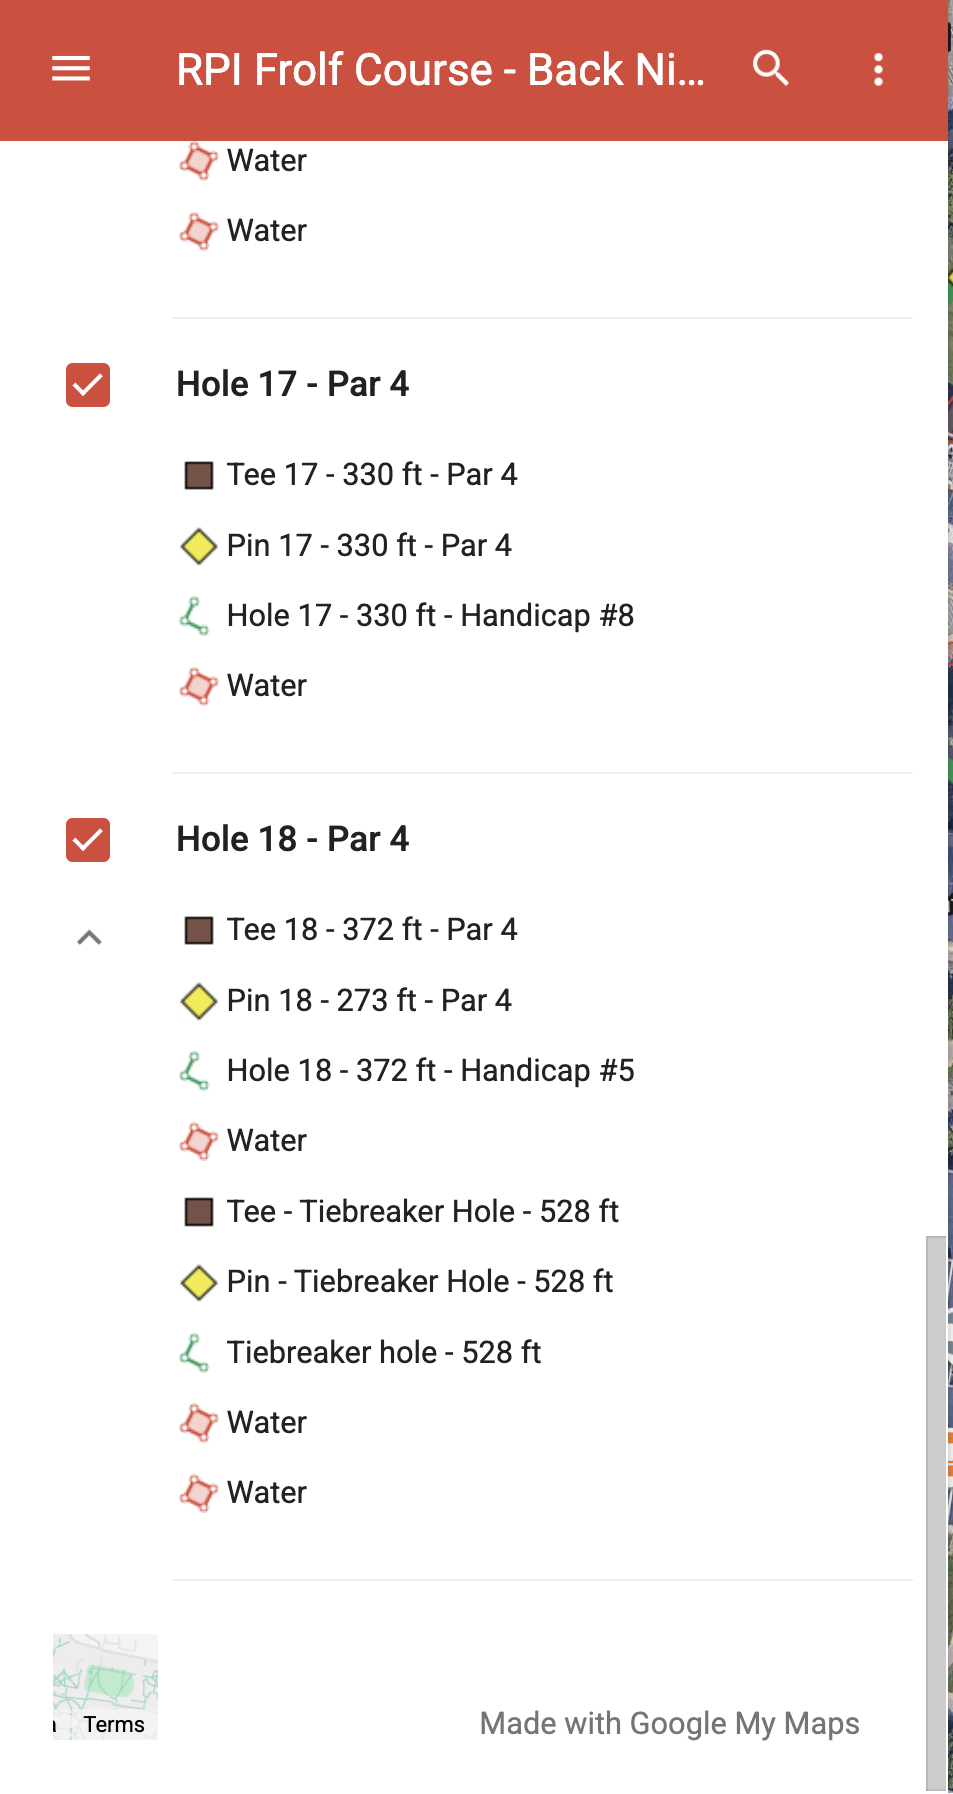 RPI Frolf Course - Back Ni...
Water
Water
Hole 17 - Par 4
Tee 17 - 330 ft - Par 4
Pin 17 - 330 ft - Par 4
Hole 17 - 330 ft - Handicap #8
Water
Hole 18 - Par 4
Tee 18 - 372 ft - Par 4
Pin 18 - 273 ft - Par 4
Hole 18 - 372 ft - Handicap #5
Water
Tee - Tiebreaker Hole - 528 ft
Pin - Tiebreaker Hole - 528 ft
Tiebreaker hole - 528 ft
Water
Water
Terms
Made with Google My Maps